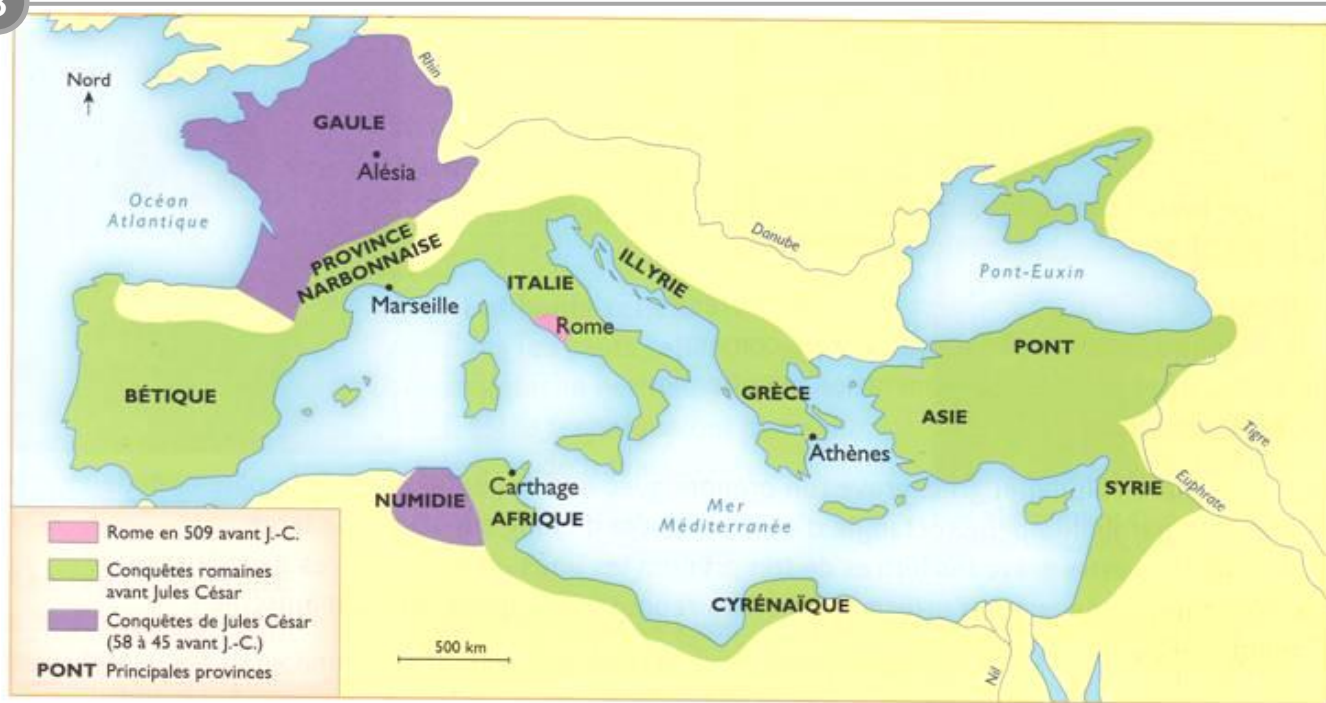 3
Nord
Rhin
GAULE
Alésia
Océan
Atlantique
Danube
PROVINCE
NARBONNAISE
Marseille
ITALIE
ILLYRIE
Rome
Pont-Euxin
PONT
BÉTIQUE
GRÈCE
ASIE
Athènes
Tigre
Euphrate
SYRIE
NUMIDIE
Carthage
AFRIQUE
Mer
Méditerranée
CYRÉNAÏQUE
Nil
Rome en 509 avant J.-C.
Conquêtes romaines
avant Jules César
Conquêtes de Jules César
(58 à 45 avant J.-C.)
PONT Principales provinces
500 km